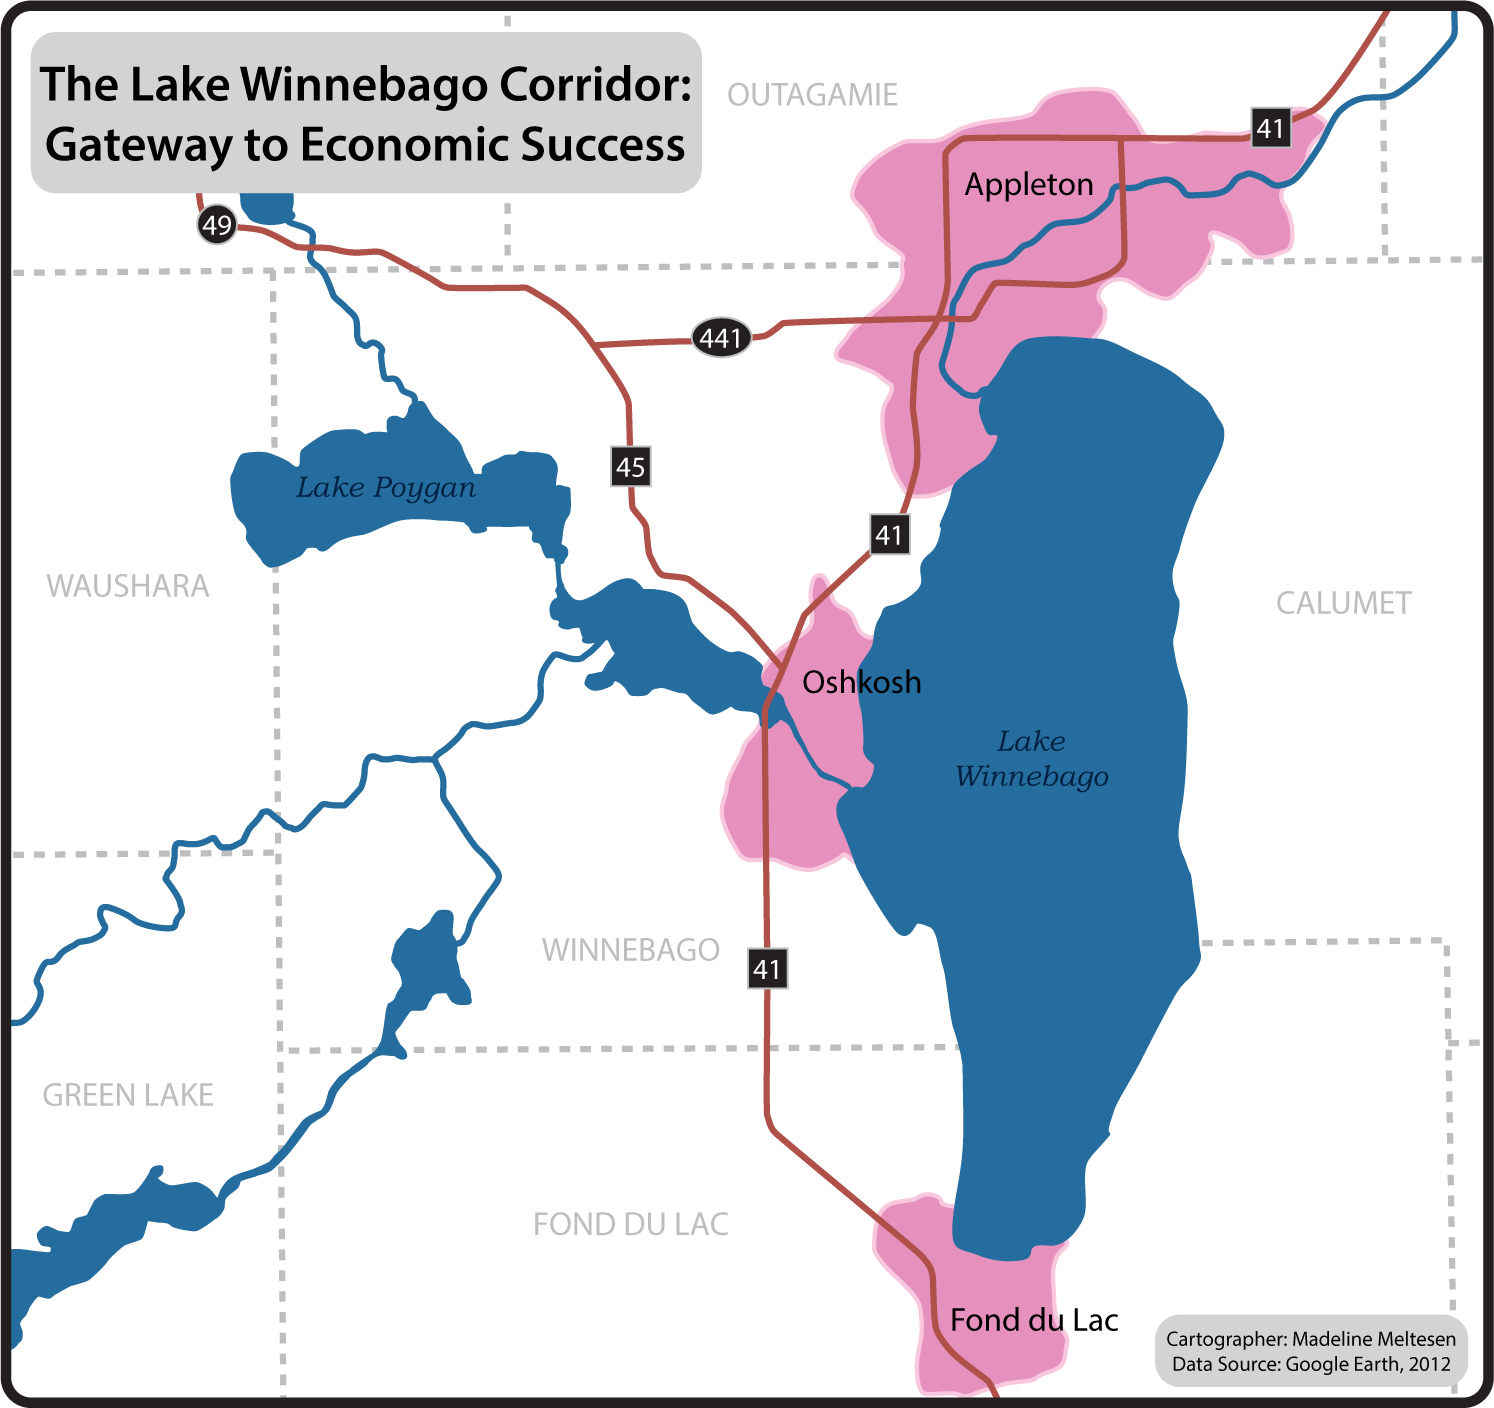 The Lake Winnebago Corridor:
Gateway to Economic Success
OUTAGAMIE
41
Appleton
49
441
45
Lake Poygan
41
WAUSHARA
CALUMET
Oshkosh
Lake
Winnebago
WINNEBAGO
41
GREEN LAKE
FOND DU LAC
Fond du Lac
Cartographer: Madeline Meltesen
Data Source: Google Earth, 2012